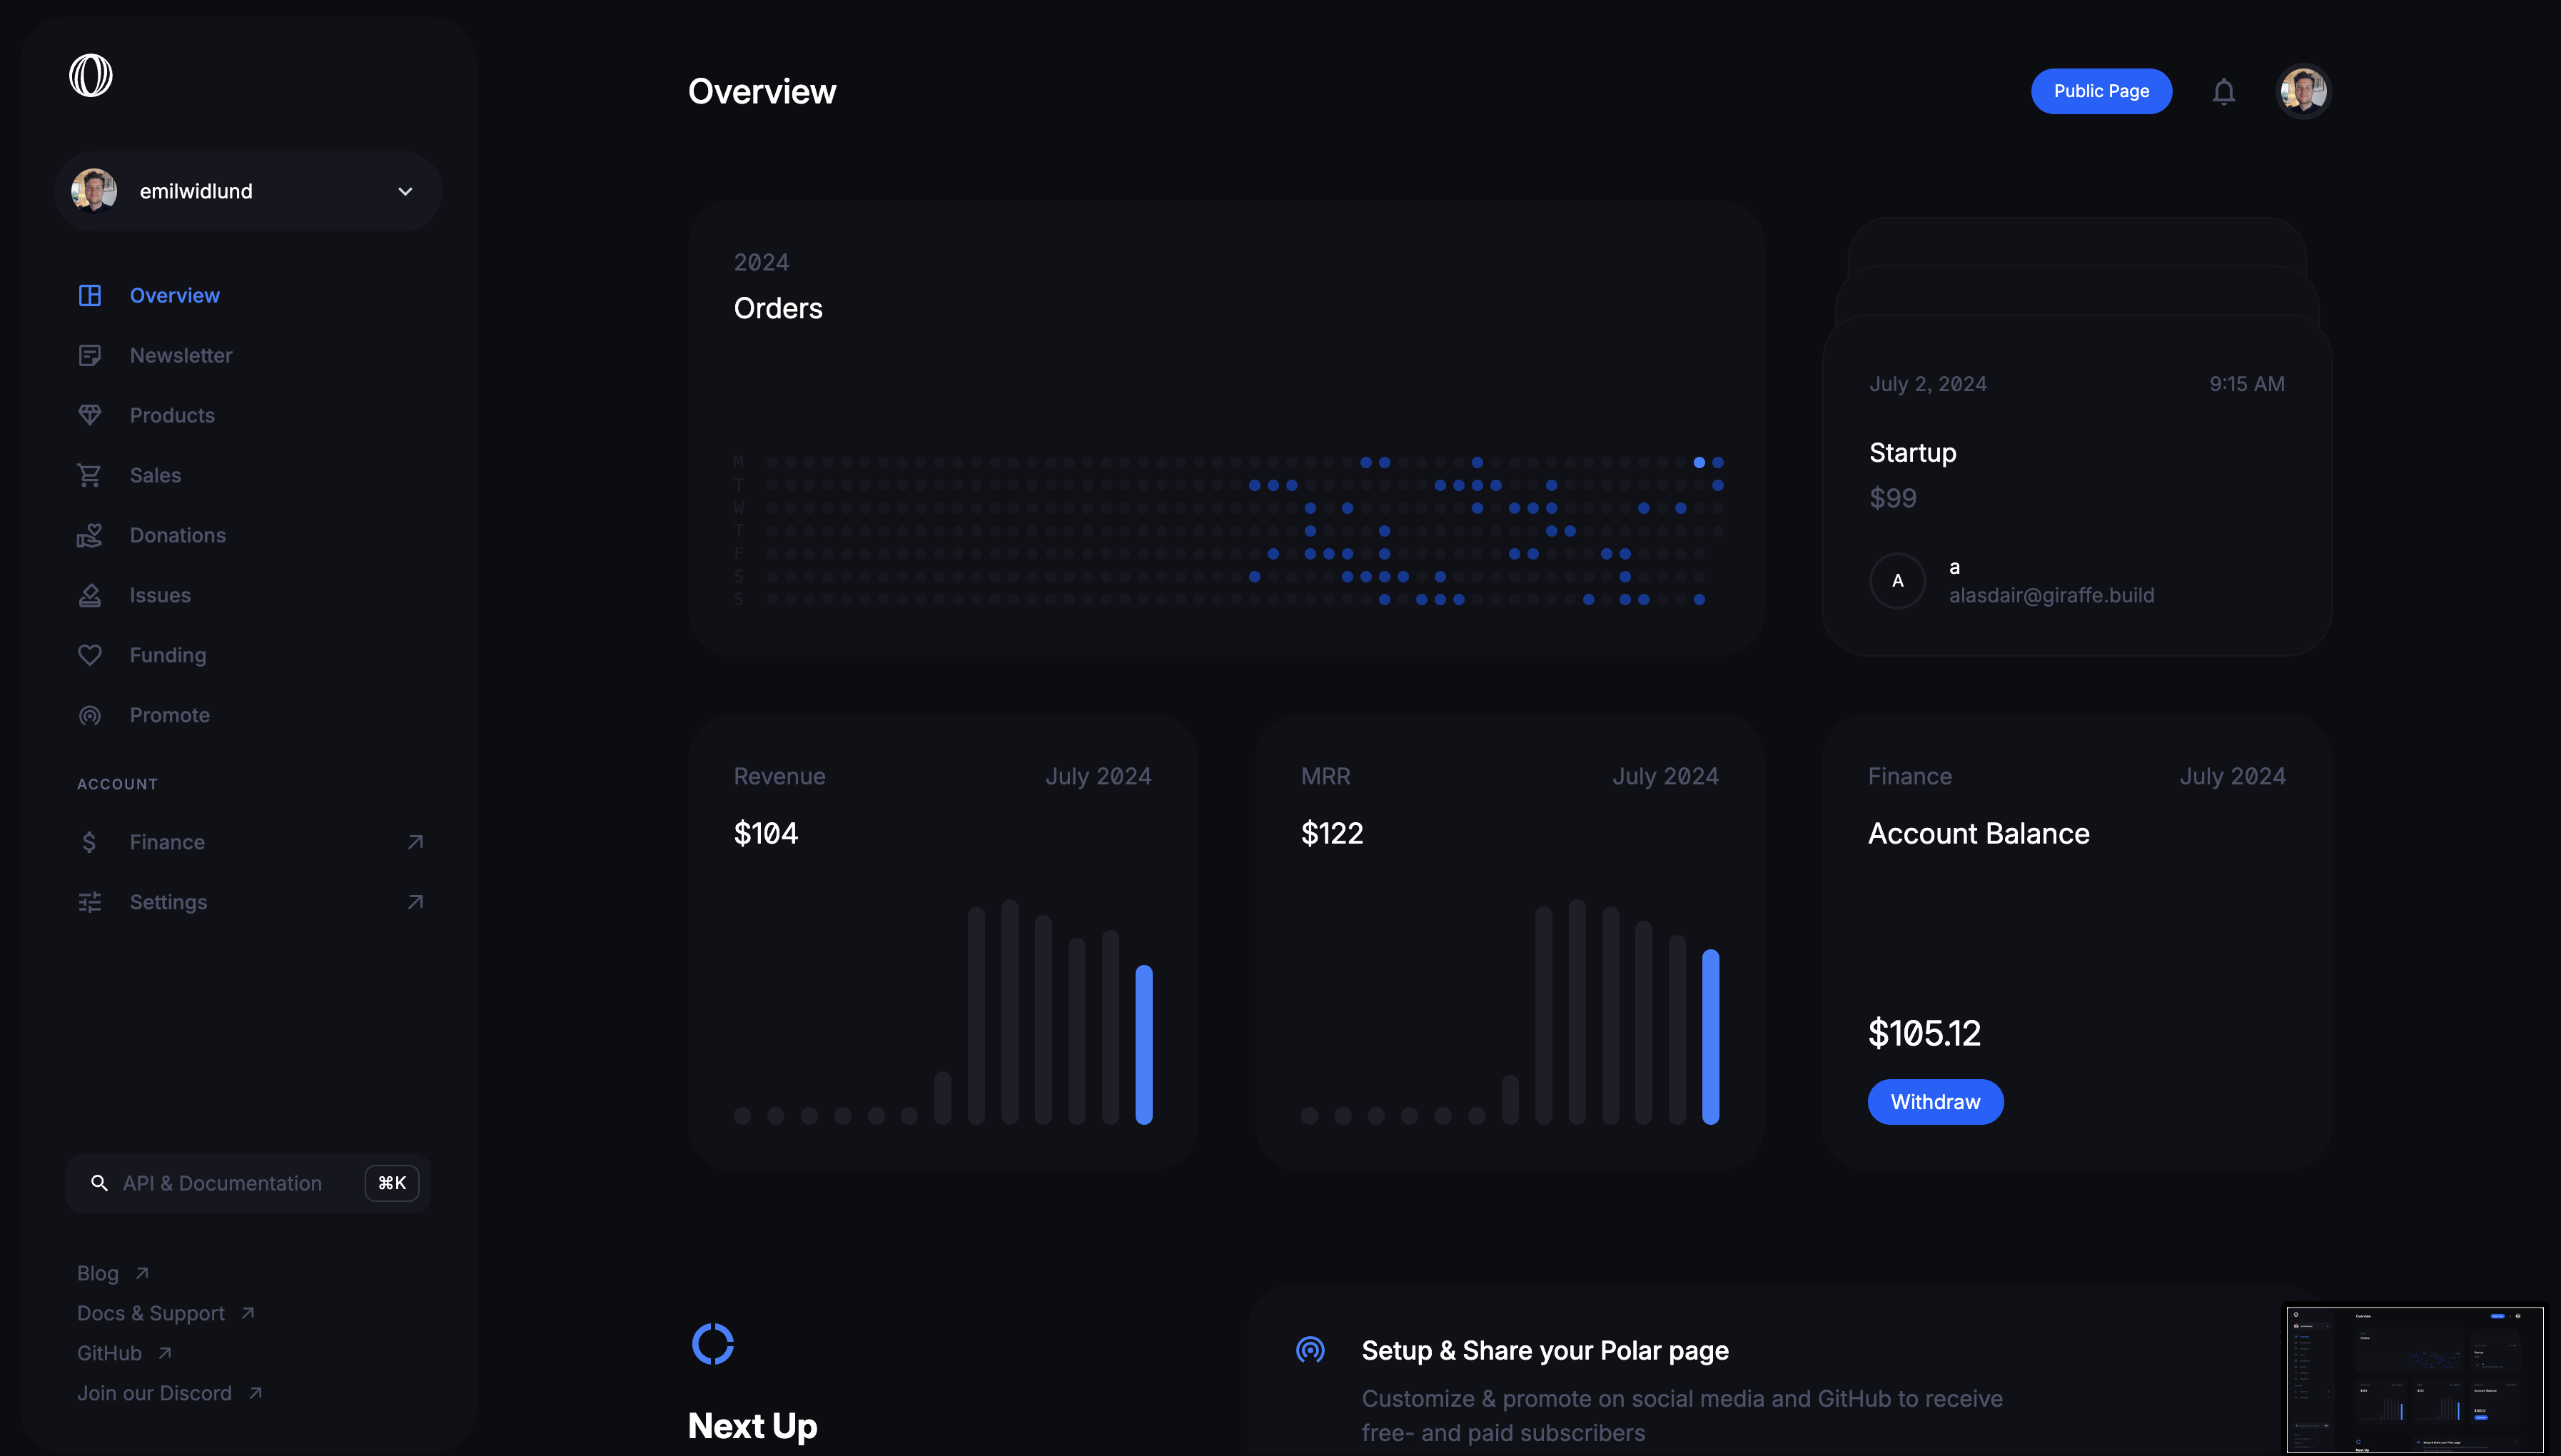 emilwidlund
Overview
Newsletter
Products
Sales
Donations
Issues
Funding
Promote
ACCOUNT
Finance
Settings
API & Documentation
⌘K
Blog
Docs & Support
GitHub
Join our Discord
Overview
Public Page
2024
Orders
M
T
W
T
F
S
S
July 2, 2024 9:15 AM
Startup
$99
A
a
alasdair@giraffe.build
Revenue July 2024
$104
MRR July 2024
$122
Finance July 2024
Account Balance
$105.12
Withdraw
Next Up
Setup & Share your Polar page
Customize & promote on social media and GitHub to receive
free- and paid subscribers